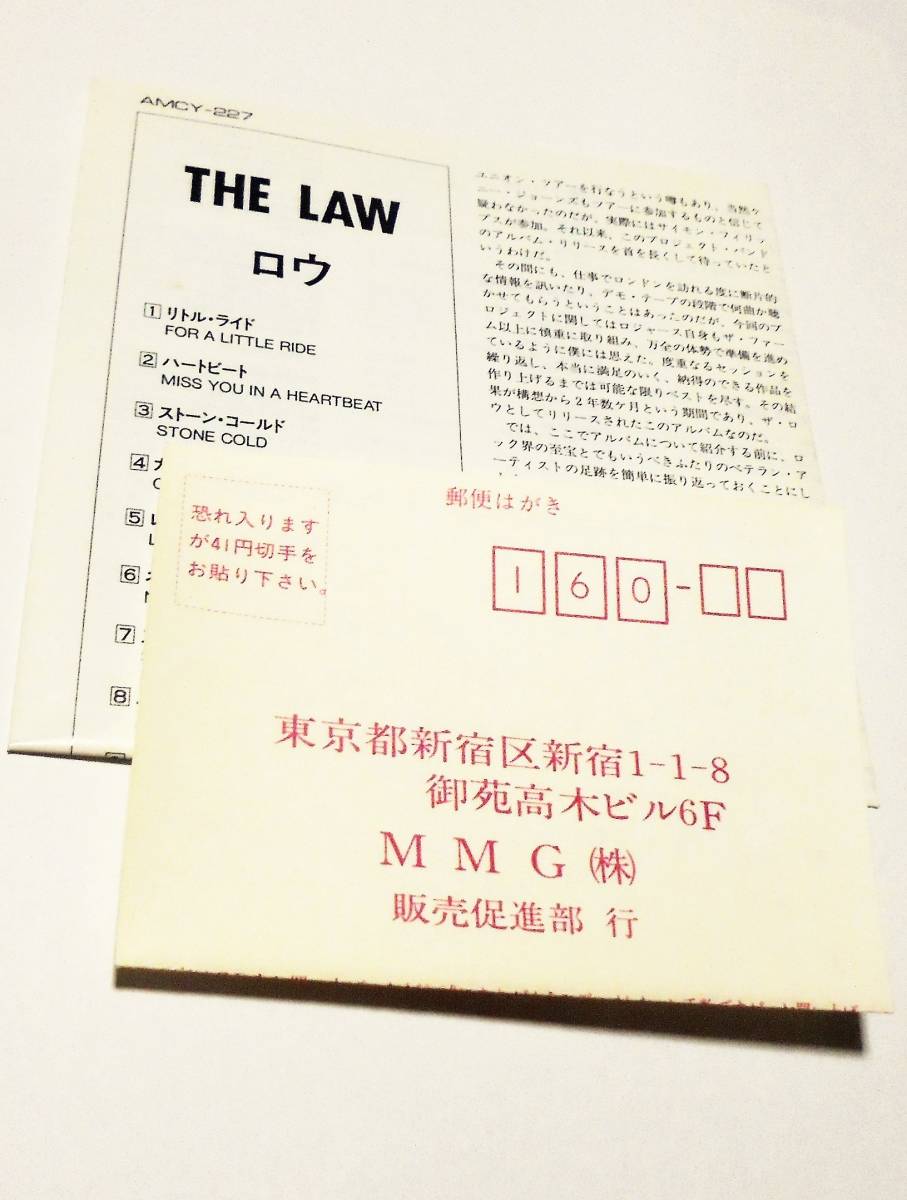 AMCY-227
THE LAW
ロウ
1 リトル・ライド
FOR A LITTLE RIDE
2 ハートビート
MISS YOU IN A HEARTBEAT
3 ストーン・コールド
STONE COLD
4
5
6
7
8
ユニオン・ツアーを行なうという噂もあり、当然ケ
ニー・ジョーンズもツアーに参加するものと信じて
疑わなかったのだが、実際にはサイモン・フィリッ
プスが参加。それ以来、このプロジェクト・バンド
のアルバム・リリースを首を長くして待っていたと
いうわけだ。
その間にも、仕事でロンドンを訪れる度に断片的
な情報を訊いたり、デモ・テープの段階で何曲か聴
かせてもらうということはあったのだが、今回のプ
ロジェクトに関してはロジャース自身もザ・ファー
ム以上に慎重に取り組み、万全の体勢で準備を進め
ているように僕には思えた。度重なるセッションを
繰り返し、本当に満足のいく、納得のできる作品を
作り上げるまでは可能な限りベストを尽す。その結
果が構想から2年数ケ月という期間であり、ザ・ロ
ウとしてリリースされたこのアルバムなのだ。
では、ここでアルバムについて紹介する前に、ロ
ック界の至宝とでもいうべきふたりのベテラン・ア
ーティストの足跡を簡単に振り返っておくことにし
郵便はがき
恐れ入ります
が41円切手を
お貼り下さい。
160-
東京都新宿区新宿1-1-8
御苑高木ビル6F
MMG㈱
販売促進部 行